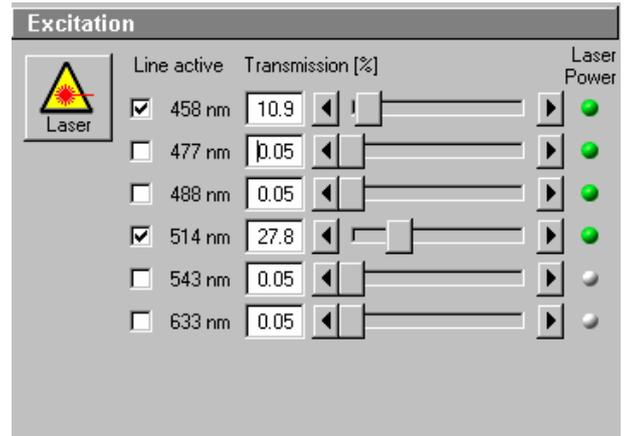 Excitation
Line active Transmission [%] Laser Power
Laser
458 nm 10.9
477 nm 0.05
488 nm 0.05
514 nm 27.8
543 nm 0.05
633 nm 0.05